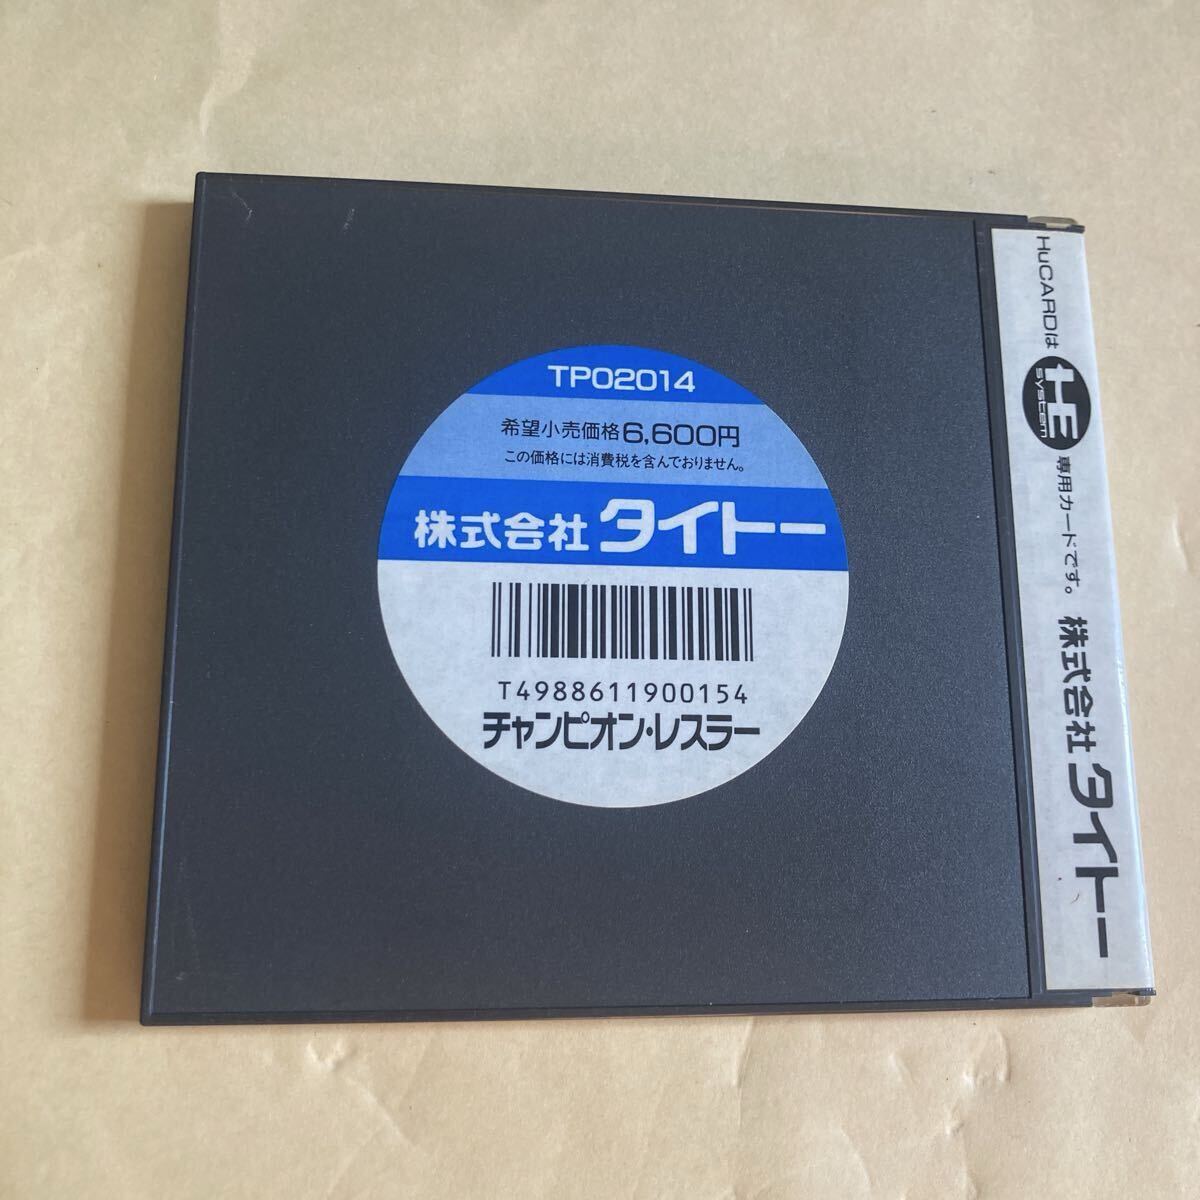 TP02014
希望小売価格6,600円
この価格には消費税を含んでおりません。
株式会社タイトー
T4988611900154
チャンピオン・レスラー
HuCARDは HE system 専用カードです。 株式会社タイトー